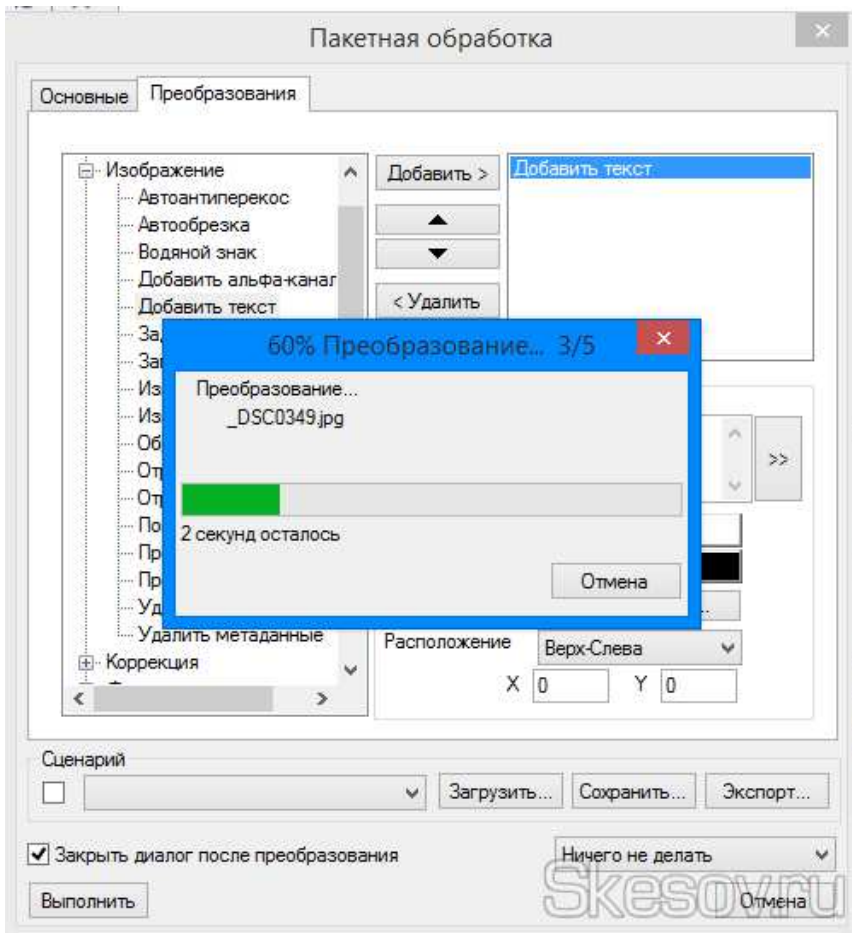 Пакетная обработка
Основные Преобразования
Изображение
Автоантиперекос
Автообрезка
Водяной знак
Добавить альфа-канал
Добавить текст
Удалить метаданные
Коррекция
Добавить >
< Удалить
Добавить текст
60% Преобразование... 3/5
Преобразование...
_DSC0349.jpg
2 секунд осталось
Отмена
>>
Расположение Верх-Слева
X 0 Y 0
Сценарий
Загрузить... Сохранить... Экспорт...
Закрыть диалог после преобразования Ничего не делать
Выполнить Отмена
Skesov.ru